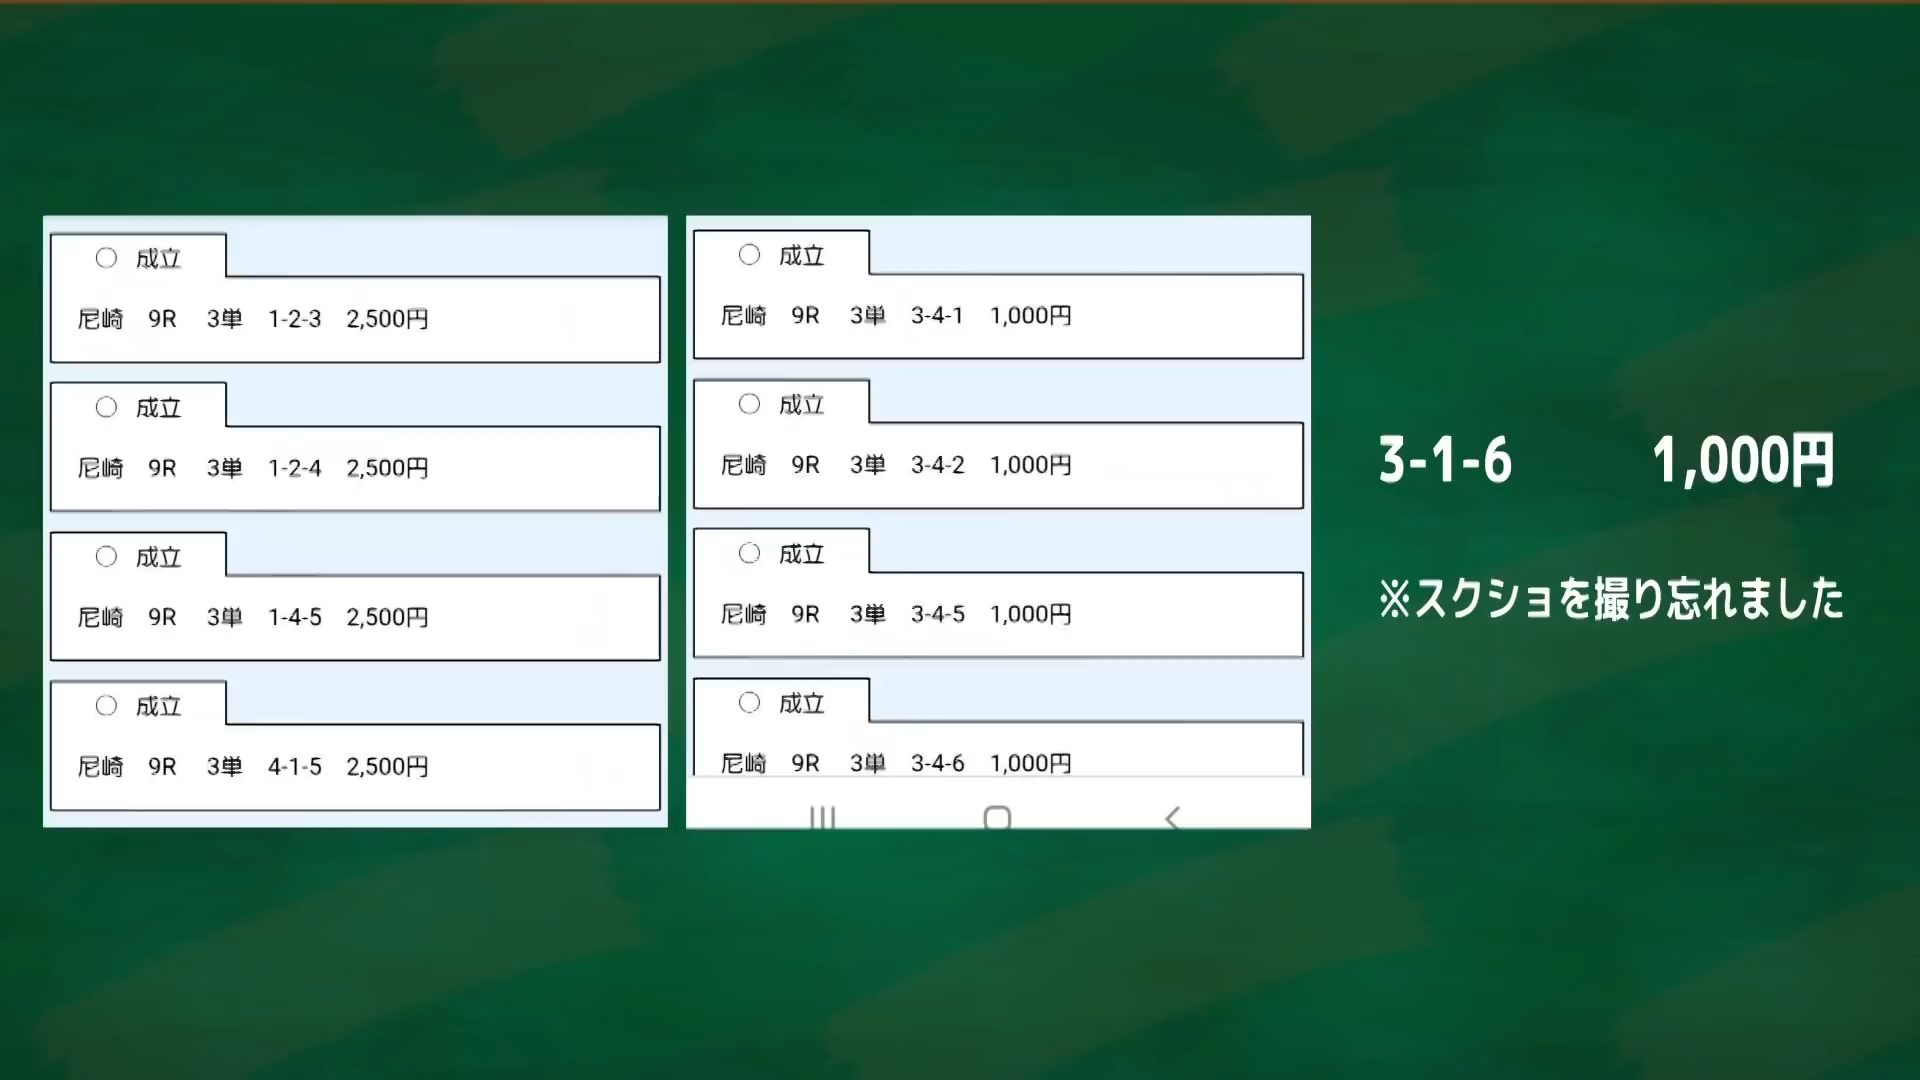 ○ 成立
尼崎 9R 3単 1-2-3 2,500円
○ 成立
尼崎 9R 3単 1-2-4 2,500円
○ 成立
尼崎 9R 3単 1-4-5 2,500円
○ 成立
尼崎 9R 3単 4-1-5 2,500円
○ 成立
尼崎 9R 3単 3-4-1 1,000円
○ 成立
尼崎 9R 3単 3-4-2 1,000円
○ 成立
尼崎 9R 3単 3-4-5 1,000円
○ 成立
尼崎 9R 3単 3-4-6 1,000円
3-1-6 1,000円
※スクショを撮り忘れました